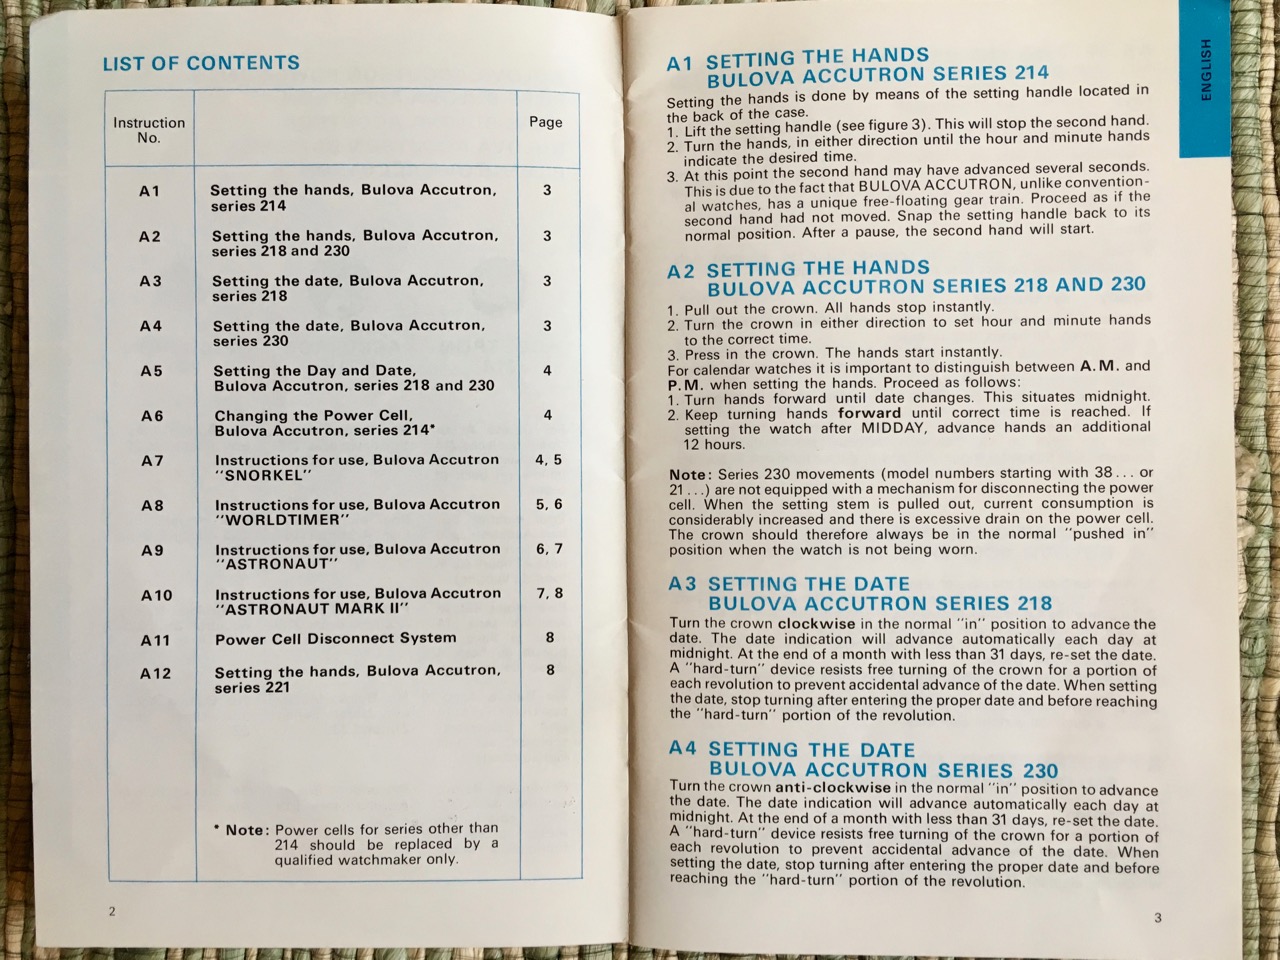 LIST OF CONTENTS
Instruction
No.
Page
A1 Setting the hands, Bulova Accutron, 3
series 214
A2 Setting the hands, Bulova Accutron, 3
series 218 and 230
A3 Setting the date, Bulova Accutron, 3
series 218
A4 Setting the date, Bulova Accutron, 3
series 230
A5 Setting the Day and Date, 4
Bulova Accutron, series 218 and 230
A6 Changing the Power Cell, 4
Bulova Accutron, series 214*
A7 Instructions for use, Bulova Accutron 4, 5
"SNORKEL"
A8 Instructions for use, Bulova Accutron 5, 6
"WORLDTIMER"
A9 Instructions for use, Bulova Accutron 6, 7
"ASTRONAUT"
A10 Instructions for use, Bulova Accutron 7, 8
"ASTRONAUT MARK II"
A11 Power Cell Disconnect System 8
A12 Setting the hands, Bulova Accutron, 8
series 221
* Note: Power cells for series other than
214 should be replaced by a
qualified watchmaker only.
2
ENGLISH
A1 SETTING THE HANDS
BULOVA ACCUTRON SERIES 214
Setting the hands is done by means of the setting handle located in
the back of the case.
1. Lift the setting handle (see figure 3). This will stop the second hand.
2. Turn the hands, in either direction until the hour and minute hands
indicate the desired time.
3. At this point the second hand may have advanced several seconds.
This is due to the fact that BULOVA ACCUTRON, unlike convention-
al watches, has a unique free-floating gear train. Proceed as if the
second hand had not moved. Snap the setting handle back to its
normal position. After a pause, the second hand will start.
A2 SETTING THE HANDS
BULOVA ACCUTRON SERIES 218 AND 230
1. Pull out the crown. All hands stop instantly.
2. Turn the crown in either direction to set hour and minute hands
to the correct time.
3. Press in the crown. The hands start instantly.
For calendar watches it is important to distinguish between A.M. and
P.M. when setting the hands. Proceed as follows:
1. Turn hands forward until date changes. This situates midnight.
2. Keep turning hands forward until correct time is reached. If
setting the watch after MIDDAY, advance hands an additional
12 hours.
Note: Series 230 movements (model numbers starting with 38... or
21...) are not equipped with a mechanism for disconnecting the power
cell. When the setting stem is pulled out, current consumption is
considerably increased and there is excessive drain on the power cell.
The crown should therefore always be in the normal "pushed in"
position when the watch is not being worn.
A3 SETTING THE DATE
BULOVA ACCUTRON SERIES 218
Turn the crown clockwise in the normal "in" position to advance the
date. The date indication will advance automatically each day at
midnight. At the end of a month with less than 31 days, re-set the date.
A "hard-turn" device resists free turning of the crown for a portion of
each revolution to prevent accidental advance of the date. When setting
the date, stop turning after entering the proper date and before reaching
the "hard-turn" portion of the revolution.
A4 SETTING THE DATE
BULOVA ACCUTRON SERIES 230
Turn the crown anti-clockwise in the normal "in" position to advance
the date. The date indication will advance automatically each day at
midnight. At the end of a month with less than 31 days, re-set the date.
A "hard-turn" device resists free turning of the crown for a portion of
each revolution to prevent accidental advance of the date. When
setting the date, stop turning after entering the proper date and before
reaching the "hard-turn" portion of the revolution.
3